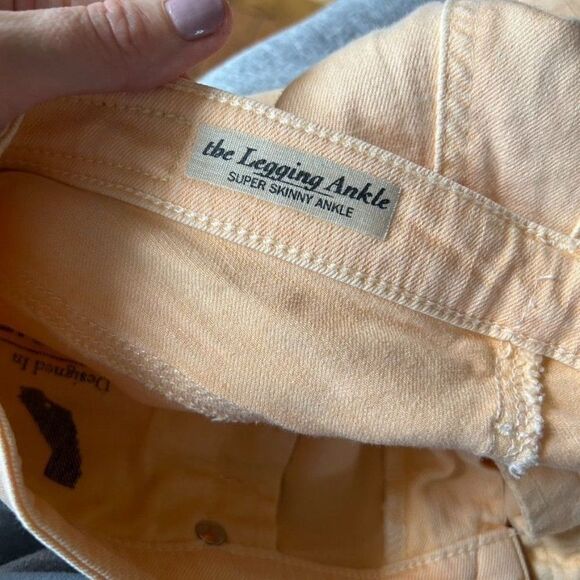 the Legging Ankle
SUPER SKINNY ANKLE
Designed In